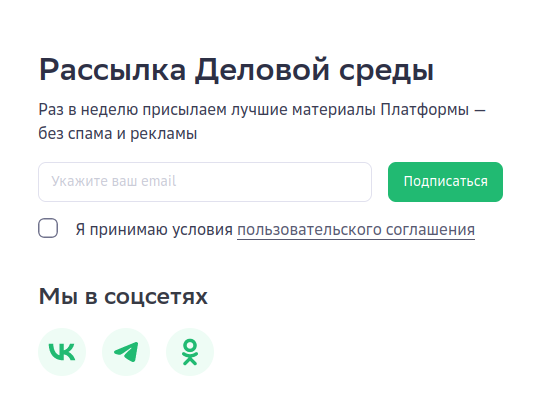 Рассылка Деловой среды
Раз в неделю присылаем лучшие материалы Платформы —
без спама и рекламы
Укажите ваш email
Подписаться
Я принимаю условия пользовательского соглашения
Мы в соцсетях